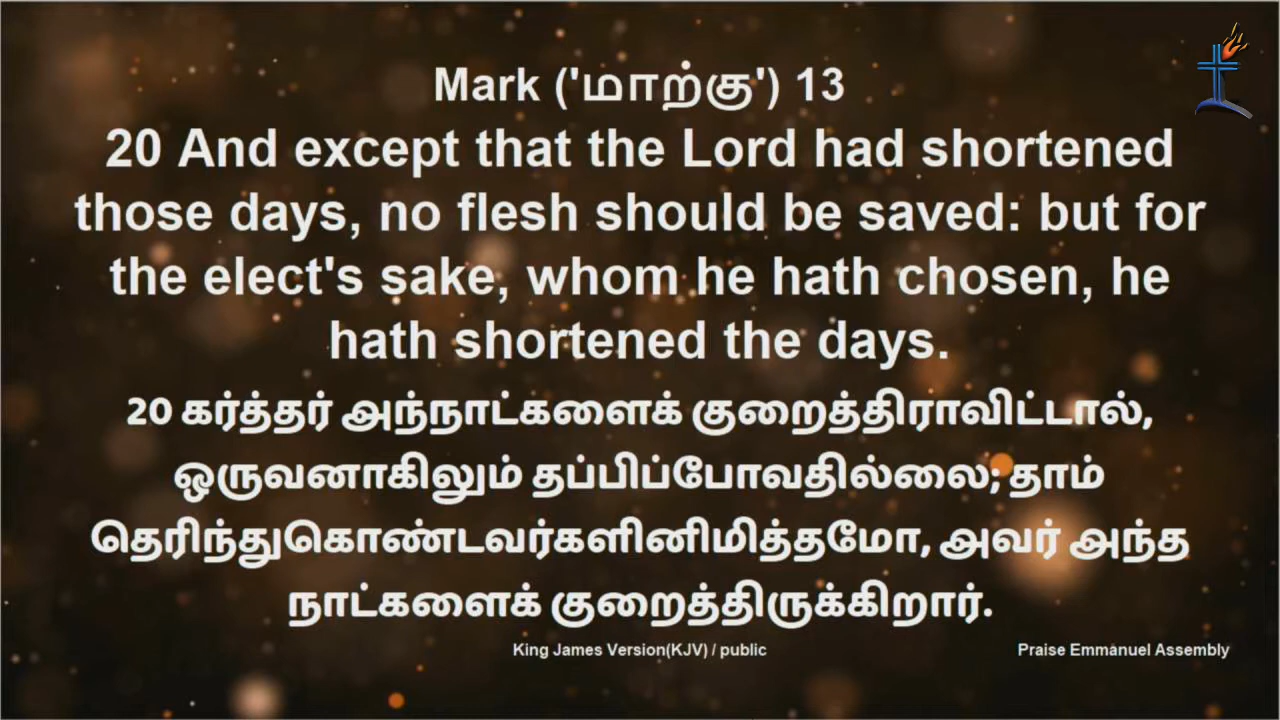 Mark ('மாற்கு') 13
20 And except that the Lord had shortened
those days, no flesh should be saved: but for
the elect's sake, whom he hath chosen, he
hath shortened the days.
20 கர்த்தர் அந்நாட்களைக் குறைத்திராவிட்டால்,
ஒருவனாகிலும் தப்பிப்போவதில்லை; தாம்
தெரிந்துகொண்டவர்களினிமித்தமோ, அவர் அந்த
நாட்களைக் குறைத்திருக்கிறார்.
King James Version(KJV) / public
Praise Emmanuel Assembly